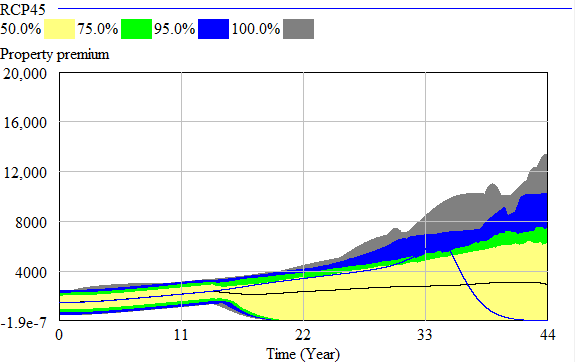 RCP45
50.0% 75.0% 95.0% 100.0%
Property premium
20,000
16,000
12,000
8000
4000
-1.9e-7
0 11 22 33 44
Time (Year)